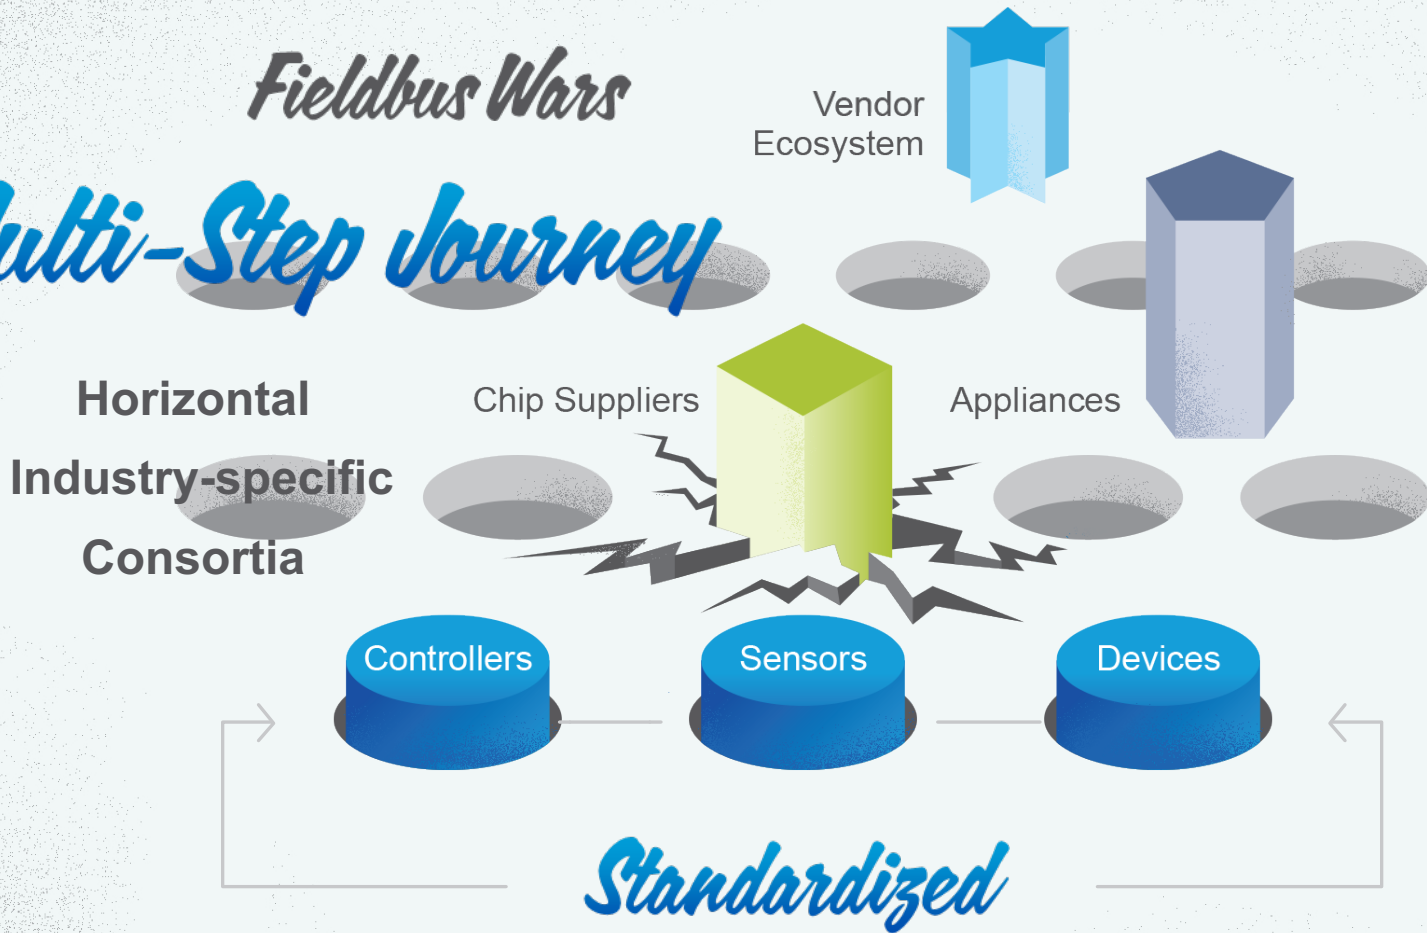 Fieldbus Wars
Vendor
Ecosystem
ulti-Step Journey
Horizontal
Industry-specific
Consortia
Chip Suppliers
Appliances
Controllers
Sensors
Devices
Standardized